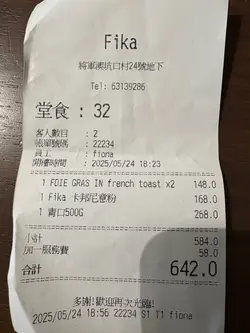 Fika
將軍澳坑口村24號地下
Tel: 63139286
堂食 : 32
客人數目 : 2
帳單號碼 : 22234
員工 : fiona
開檯時間 : 2025/05/24 18:23
1 FOIE GRAS IN french toast x2 148.0
1 Fika 卡邦尼意粉 168.0
1 青口500G 268.0
小計 584.0
加一服務費 58.0
合計 642.0
多謝!歡迎再次光臨!
2025/05/24 18:56 22234 S1 T1 fiona